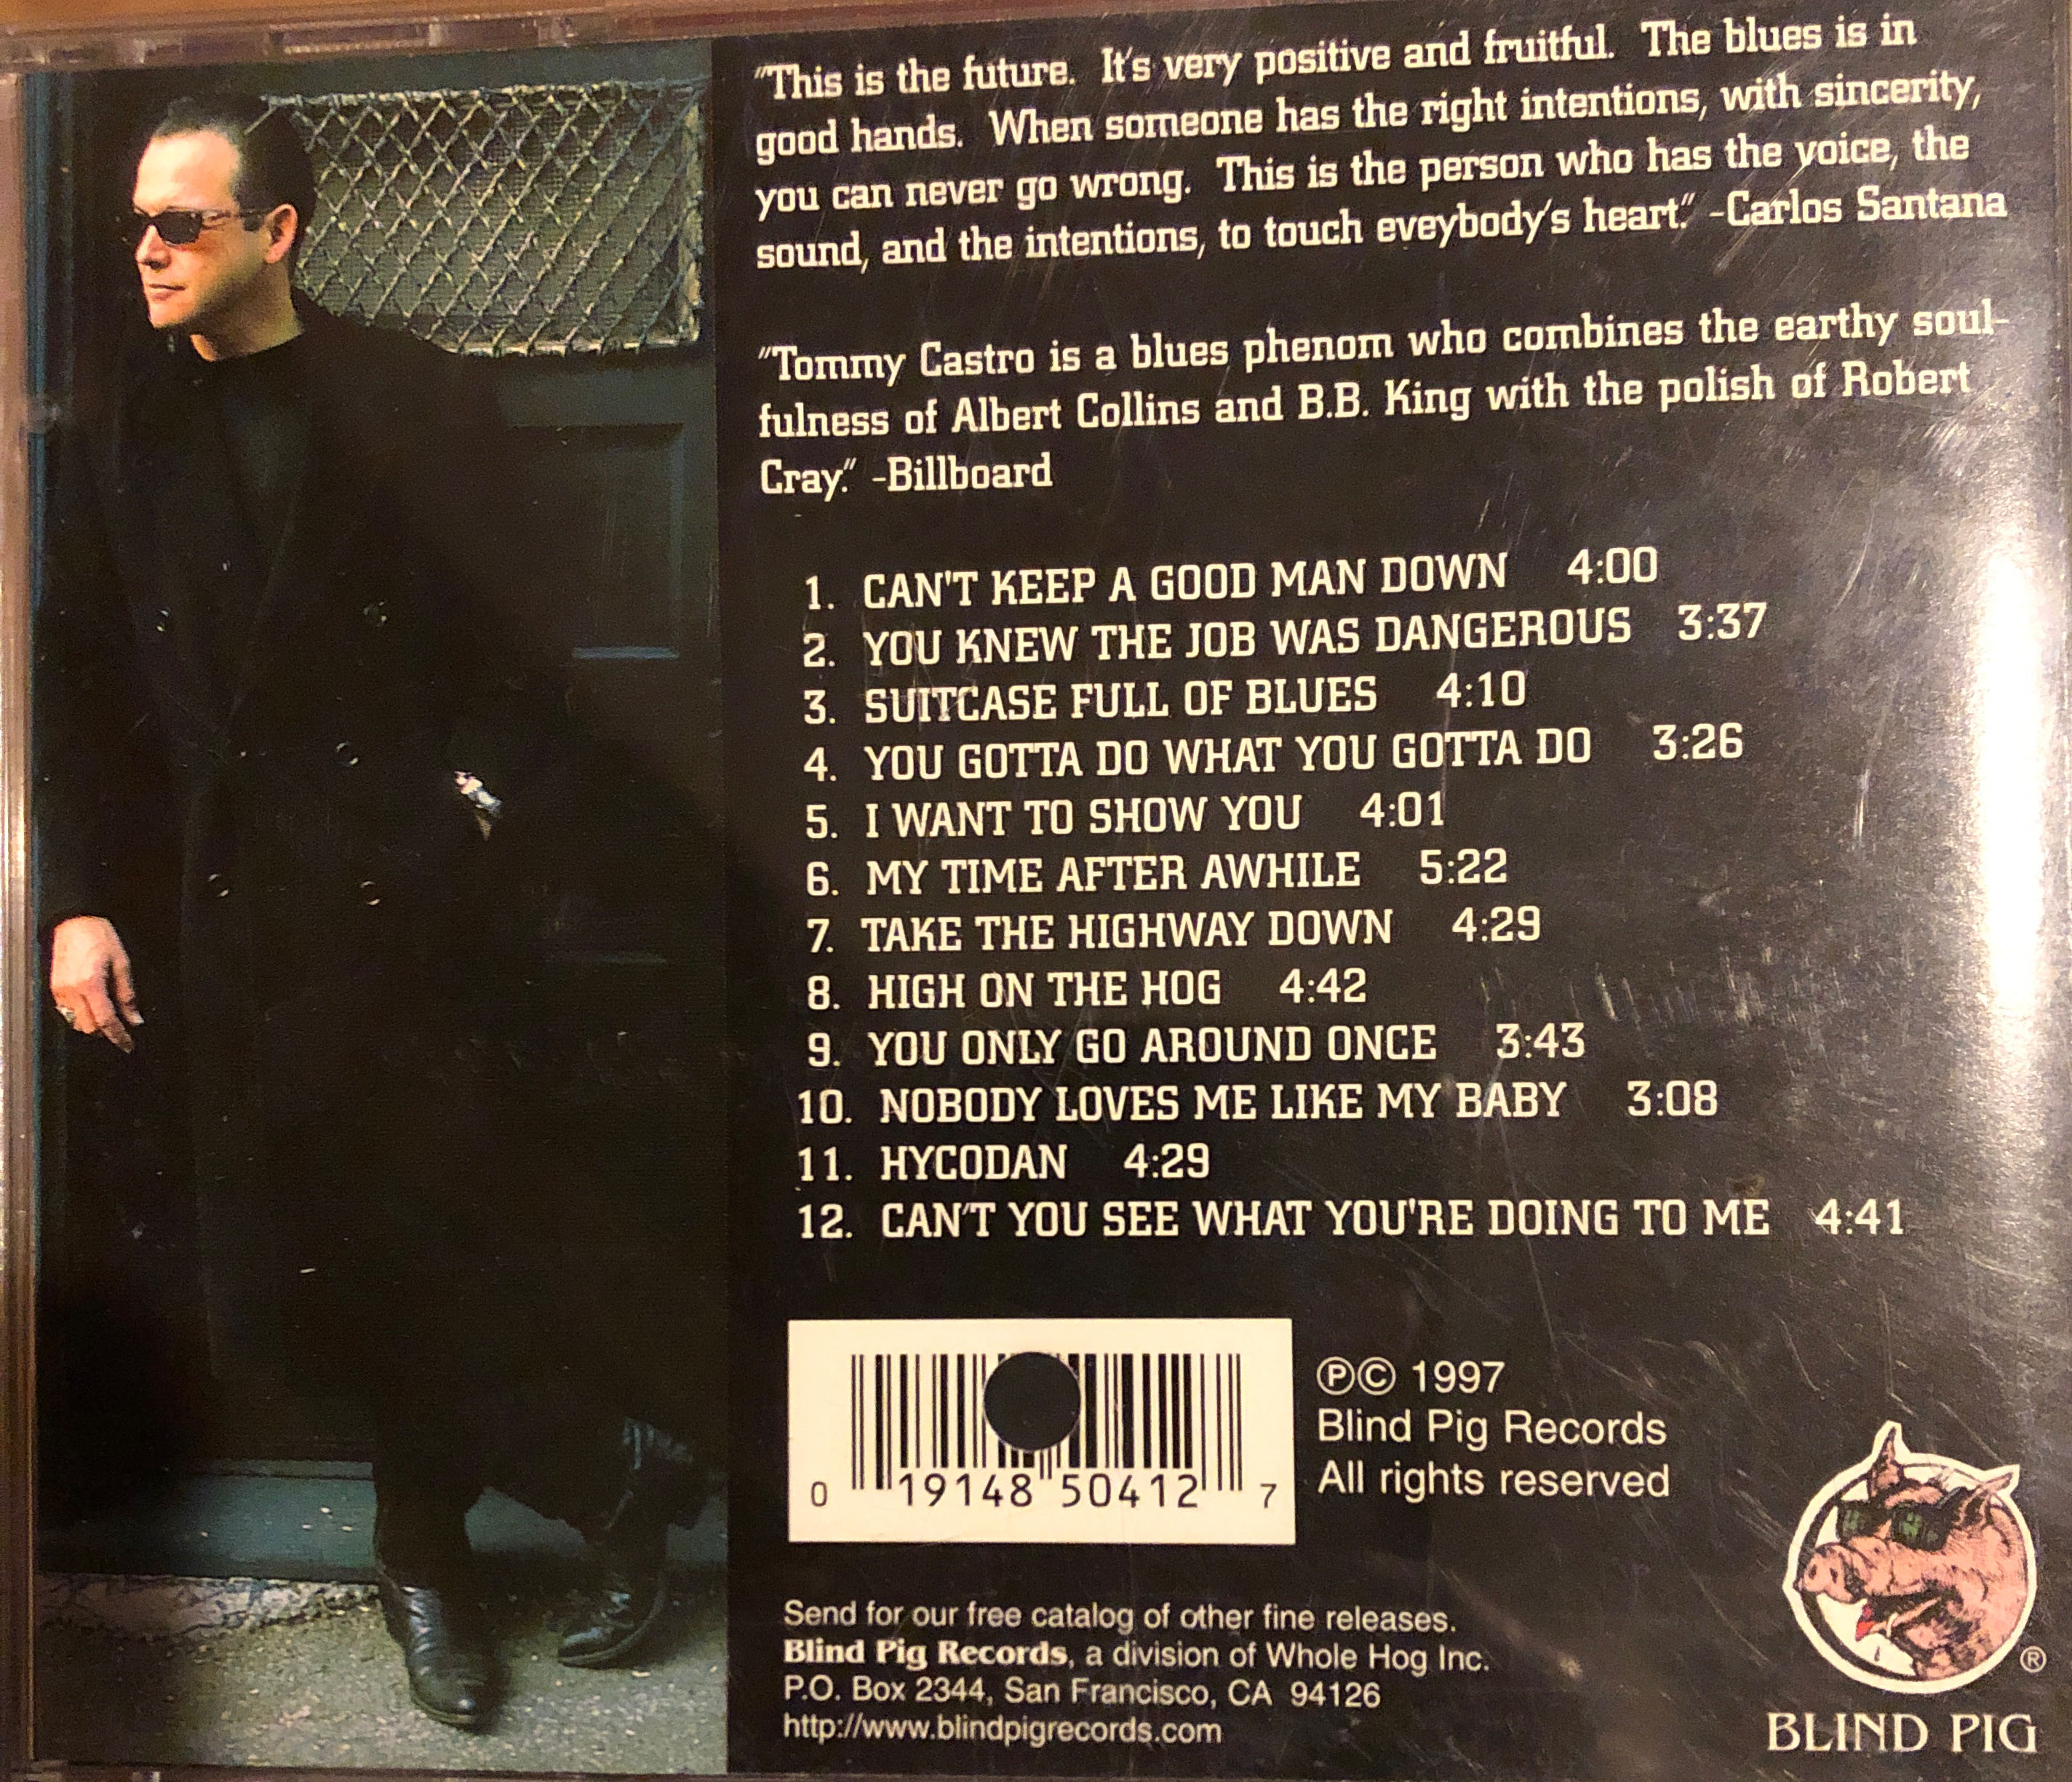 "This is the future. It's very positive and fruitful. The blues is in
good hands. When someone has the right intentions, with sincerity,
you can never go wrong. This is the person who has the voice, the
sound, and the intentions, to touch eveybody's heart." -Carlos Santana
"Tommy Castro is a blues phenom who combines the earthy soul-
fulness of Albert Collins and B.B. King with the polish of Robert
Cray." -Billboard
1. CAN'T KEEP A GOOD MAN DOWN 4:00
2. YOU KNEW THE JOB WAS DANGEROUS 3:37
3. SUITCASE FULL OF BLUES 4:10
4. YOU GOTTA DO WHAT YOU GOTTA DO 3:26
5. I WANT TO SHOW YOU 4:01
6. MY TIME AFTER AWHILE 5:22
7. TAKE THE HIGHWAY DOWN 4:29
8. HIGH ON THE HOG 4:42
9. YOU ONLY GO AROUND ONCE 3:43
10. NOBODY LOVES ME LIKE MY BABY 3:08
11. HYCODAN 4:29
12. CAN'T YOU SEE WHAT YOU'RE DOING TO ME 4:41
0 19148 50412 7
℗© 1997
Blind Pig Records
All rights reserved
Send for our free catalog of other fine releases.
Blind Pig Records, a division of Whole Hog Inc.
P.O. Box 2344, San Francisco, CA 94126
http://www.blindpigrecords.com
®
BLIND PIG